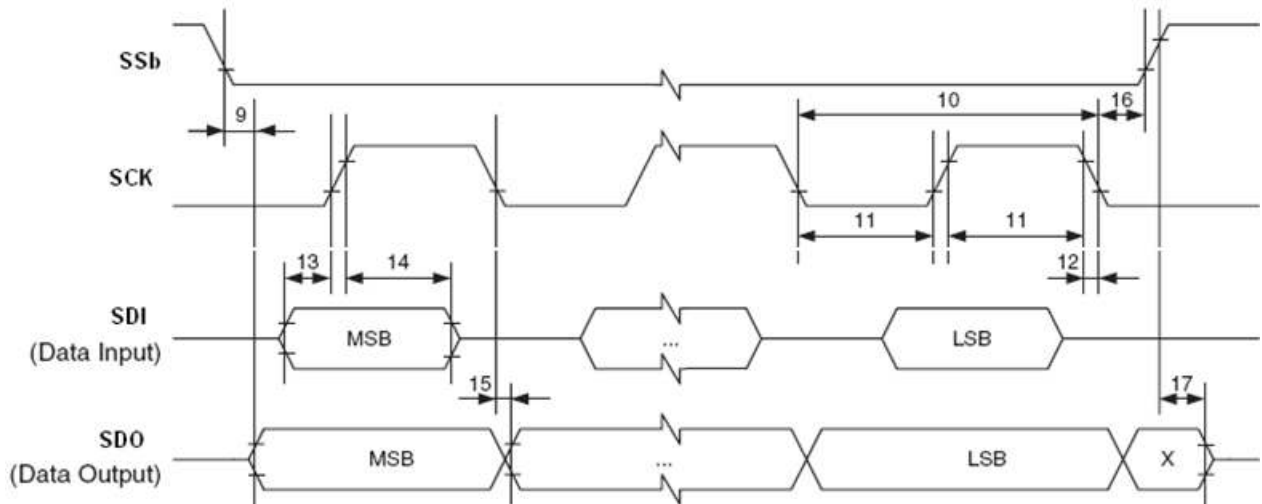 SSb
10
16
9
SCK
11
11
13
14
12
SDI
(Data Input)
MSB
...
LSB
15
17
SDO
(Data Output)
MSB
...
LSB
X